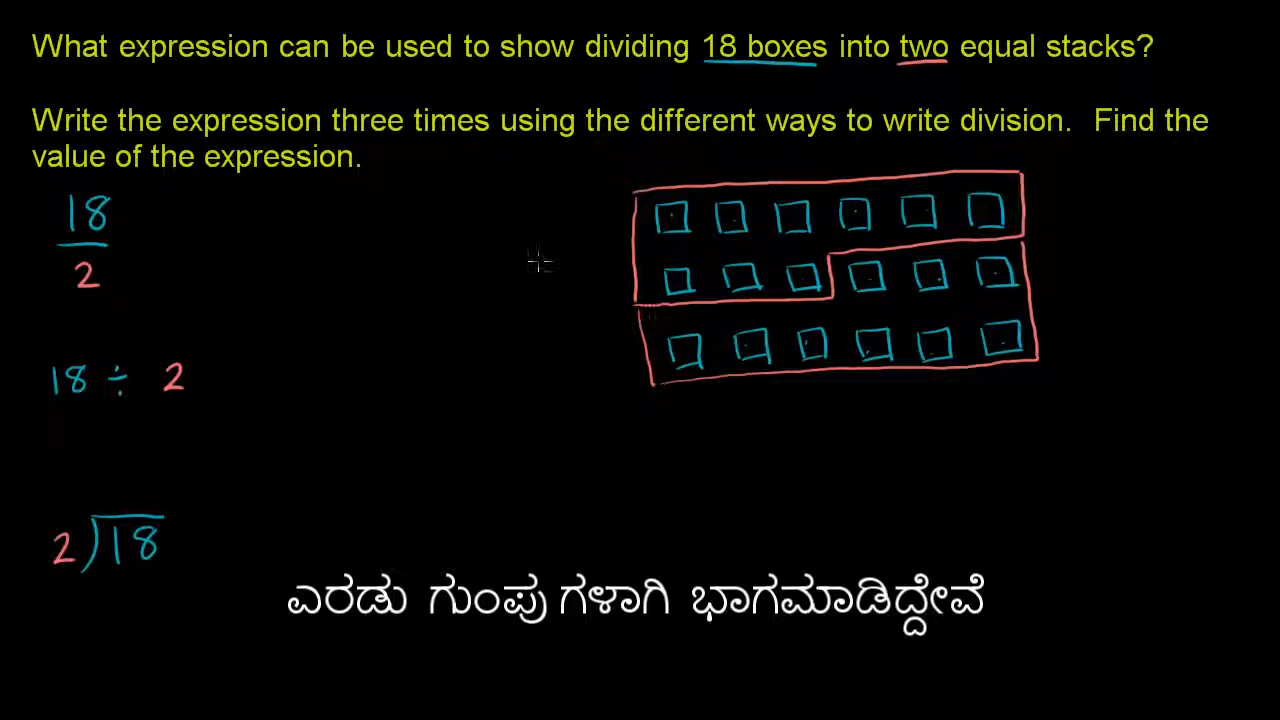 What expression can be used to show dividing 18 boxes into two equal stacks?
Write the expression three times using the different ways to write division.  Find the
value of the expression.
18
2
18 ÷ 2
2)18
ಎರಡು ಗುಂಪು ಗಳಾಗಿ ಭಾಗಮಾಡಿದ್ದೇವೆ